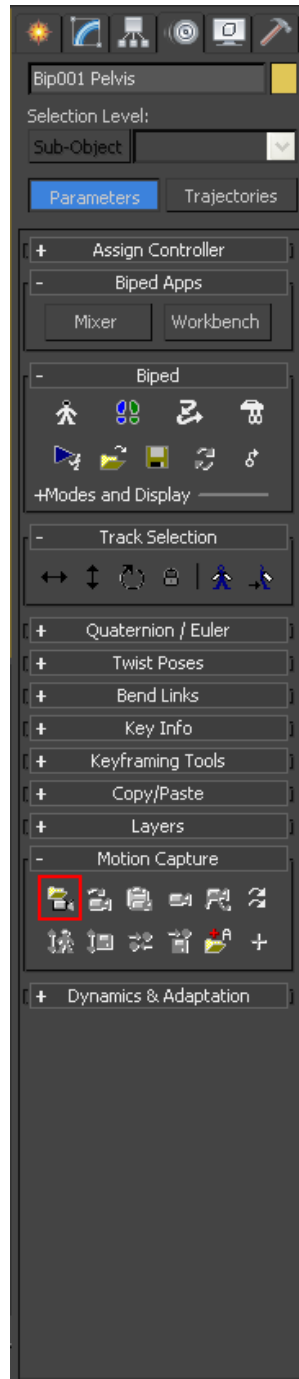 Bip001 Pelvis
Selection Level:
Sub-Object
Parameters Trajectories
+ Assign Controller
- Biped Apps
Mixer Workbench
- Biped
+Modes and Display
- Track Selection
+ Quaternion / Euler
+ Twist Poses
+ Bend Links
+ Key Info
+ Keyframing Tools
+ Copy/Paste
+ Layers
- Motion Capture
+ Dynamics & Adaptation